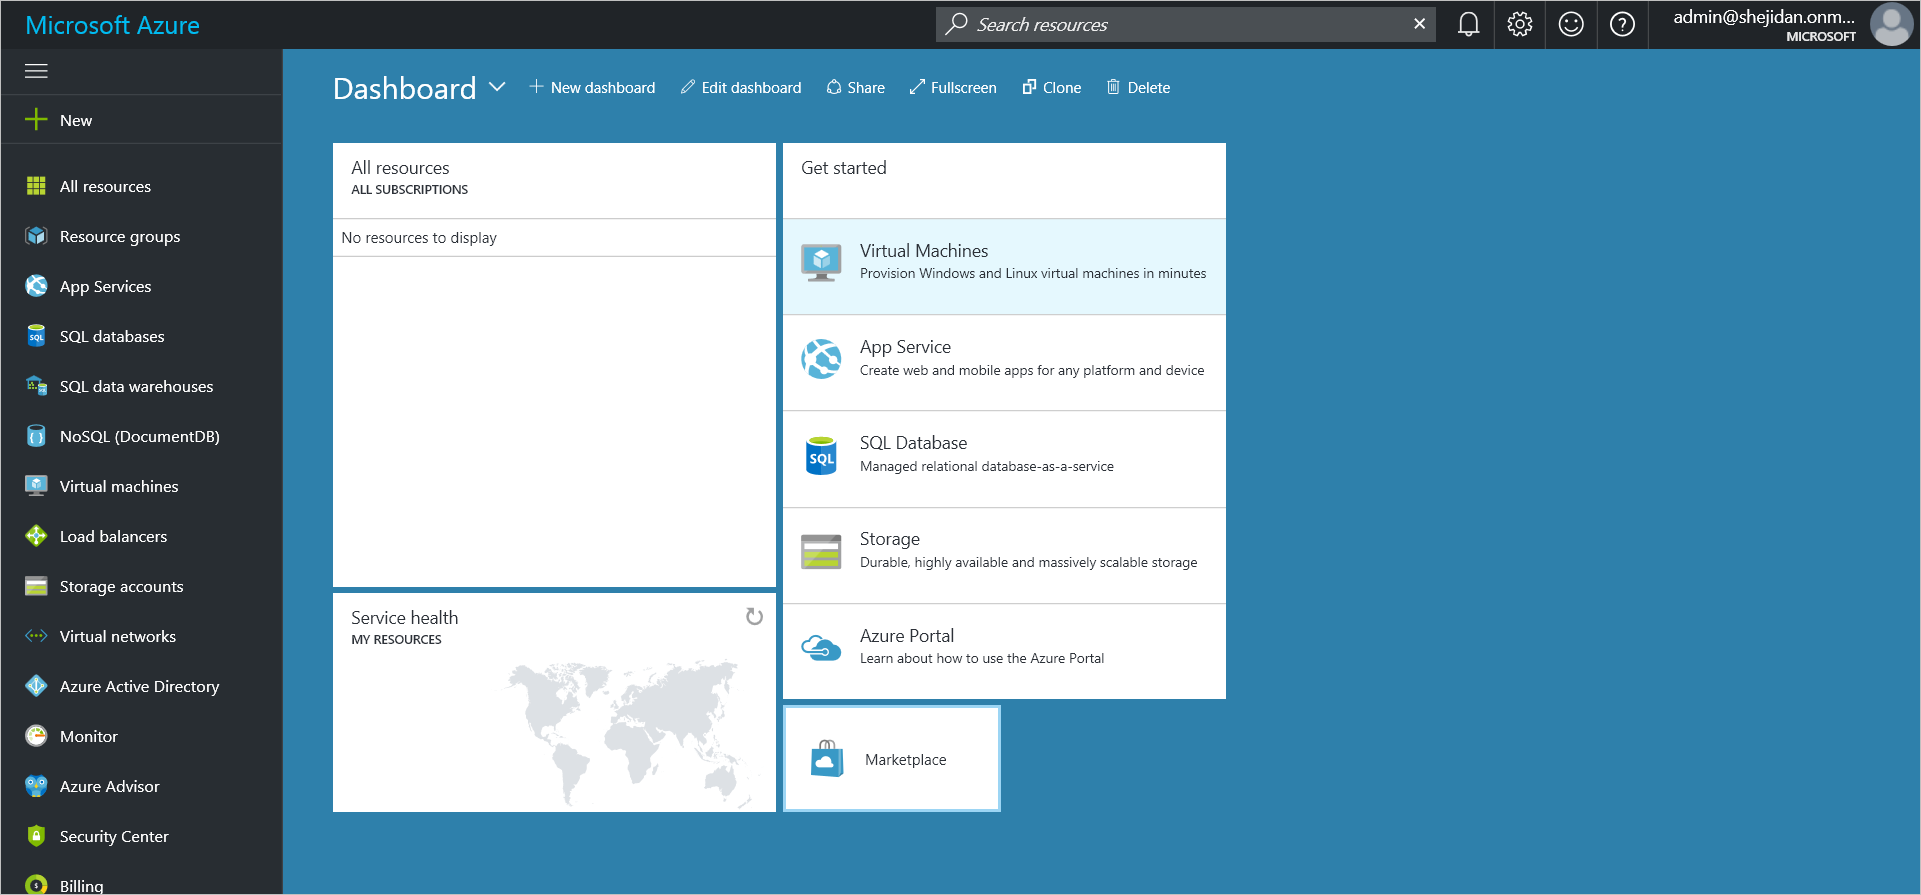 Microsoft Azure
Search resources
admin@shejidan.onm...
MICROSOFT
New
All resources
Resource groups
App Services
SQL databases
SQL data warehouses
NoSQL (DocumentDB)
Virtual machines
Load balancers
Storage accounts
Virtual networks
Azure Active Directory
Monitor
Azure Advisor
Security Center
Billing
Dashboard
New dashboard
Edit dashboard
Share
Fullscreen
Clone
Delete
All resources
ALL SUBSCRIPTIONS
No resources to display
Service health
MY RESOURCES
Get started
Virtual Machines
Provision Windows and Linux virtual machines in minutes
App Service
Create web and mobile apps for any platform and device
SQL
SQL Database
Managed relational database-as-a-service
Storage
Durable, highly available and massively scalable storage
Azure Portal
Learn about how to use the Azure Portal
Marketplace